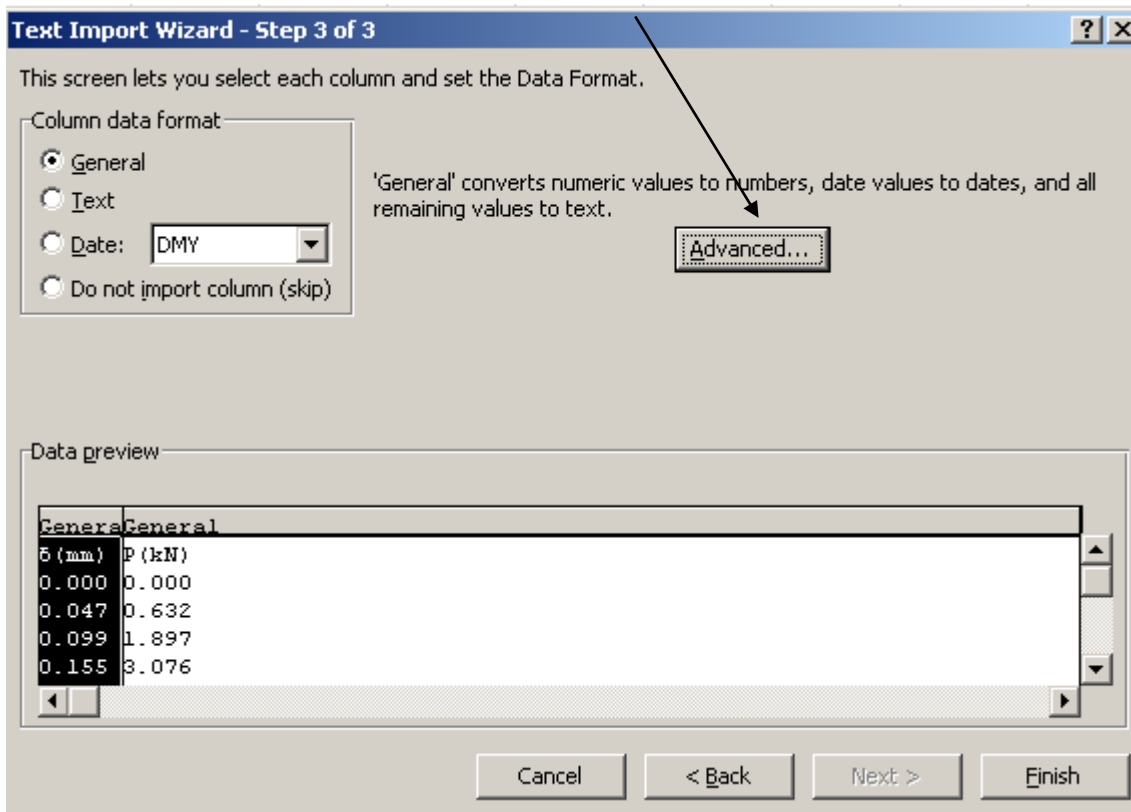 Text Import Wizard - Step 3 of 3
This screen lets you select each column and set the Data Format.
Column data format
General
Text
Date: DMY
Do not import column (skip)
'General' converts numeric values to numbers, date values to dates, and all
remaining values to text.
Advanced...
Data preview
Genera General
δ(mm) P(kN)
0.000 0.000
0.047 0.632
0.099 1.897
0.155 3.076
Cancel < Back Next > Finish